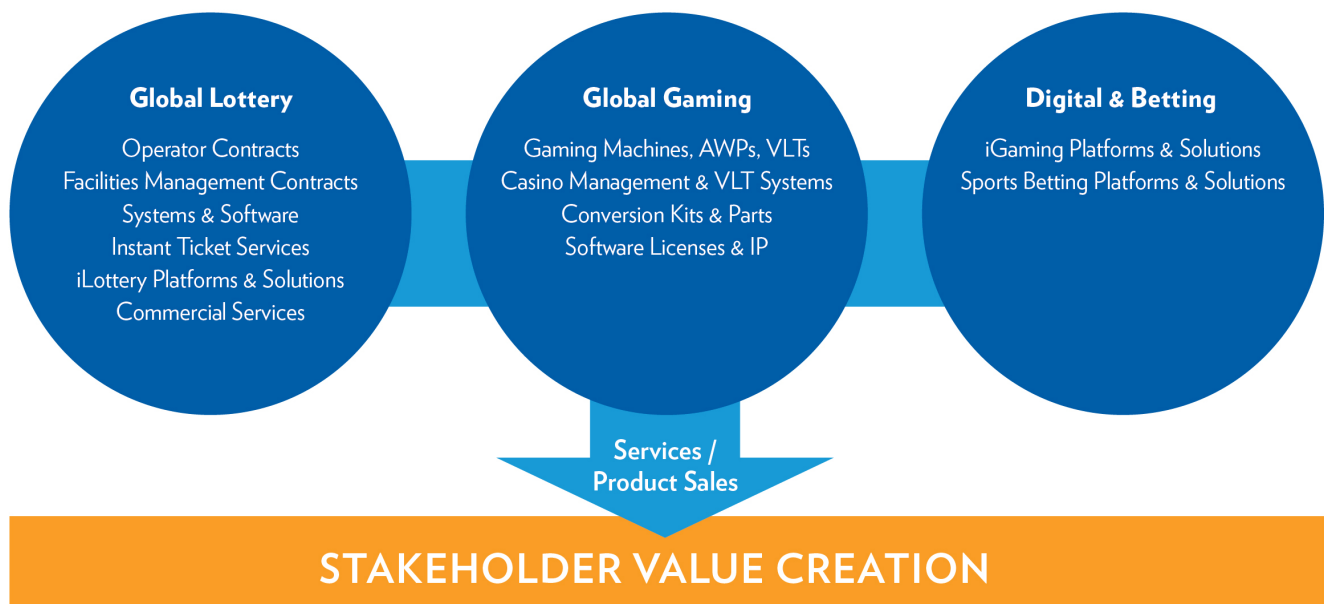 Global Lottery
Operator Contracts
Facilities Management Contracts
Systems & Software
Instant Ticket Services
iLottery Platforms & Solutions
Commercial Services
Global Gaming
Gaming Machines, AWPs, VLTs
Casino Management & VLT Systems
Conversion Kits & Parts
Software Licenses & IP
Digital & Betting
iGaming Platforms & Solutions
Sports Betting Platforms & Solutions
Services /
Product Sales
STAKEHOLDER VALUE CREATION